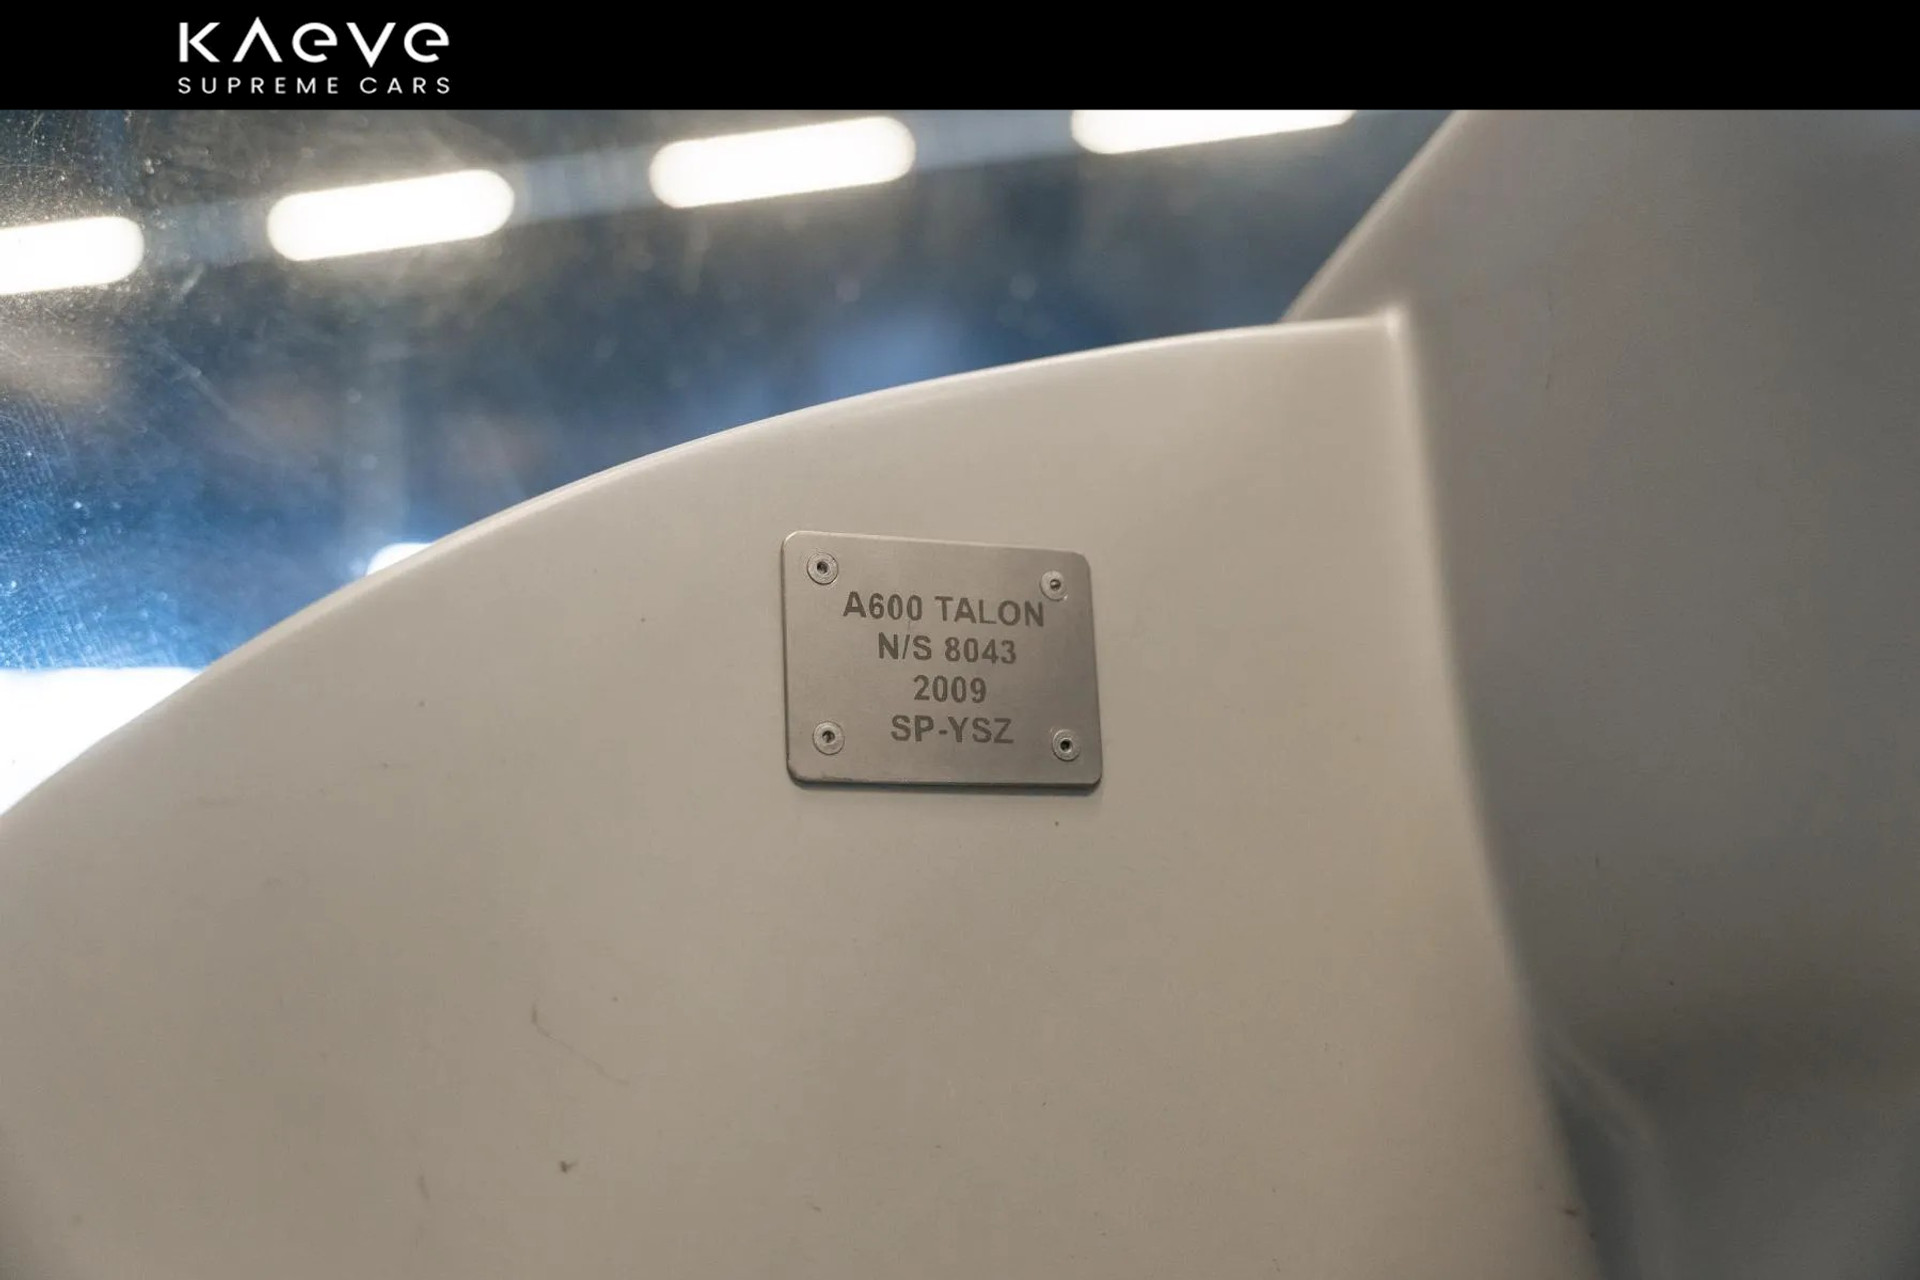 KAEVE
SUPREME CARS
A600 TALON
N/S 8043
2009
SP-YSZ